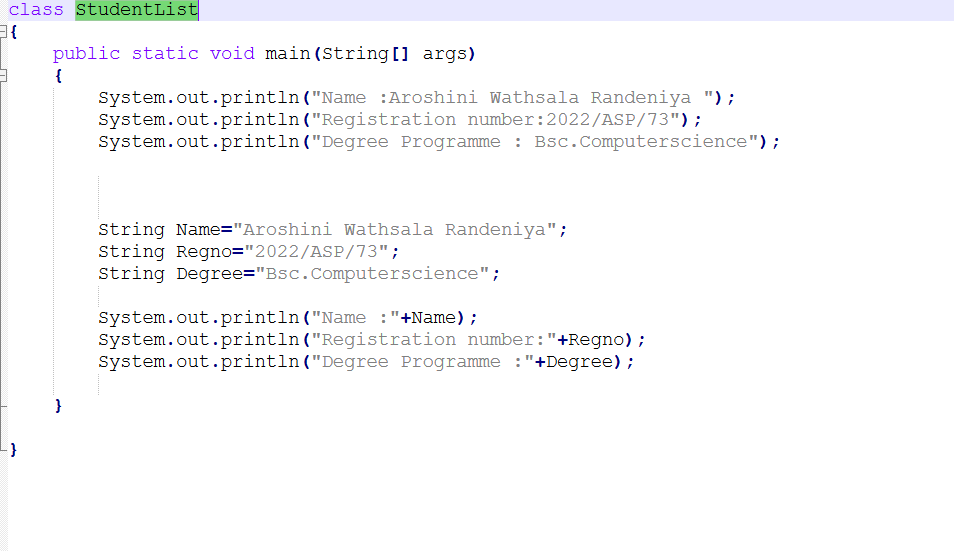 class StudentList
{
public static void main(String[] args)
{
System.out.println("Name :Aroshini Wathsala Randeniya ");
System.out.println("Registration number:2022/ASP/73");
System.out.println("Degree Programme : Bsc.Computerscience");
String Name="Aroshini Wathsala Randeniya";
String Regno="2022/ASP/73";
String Degree="Bsc.Computerscience";
System.out.println("Name :"+Name);
System.out.println("Registration number:"+Regno);
System.out.println("Degree Programme :"+Degree);
}
}